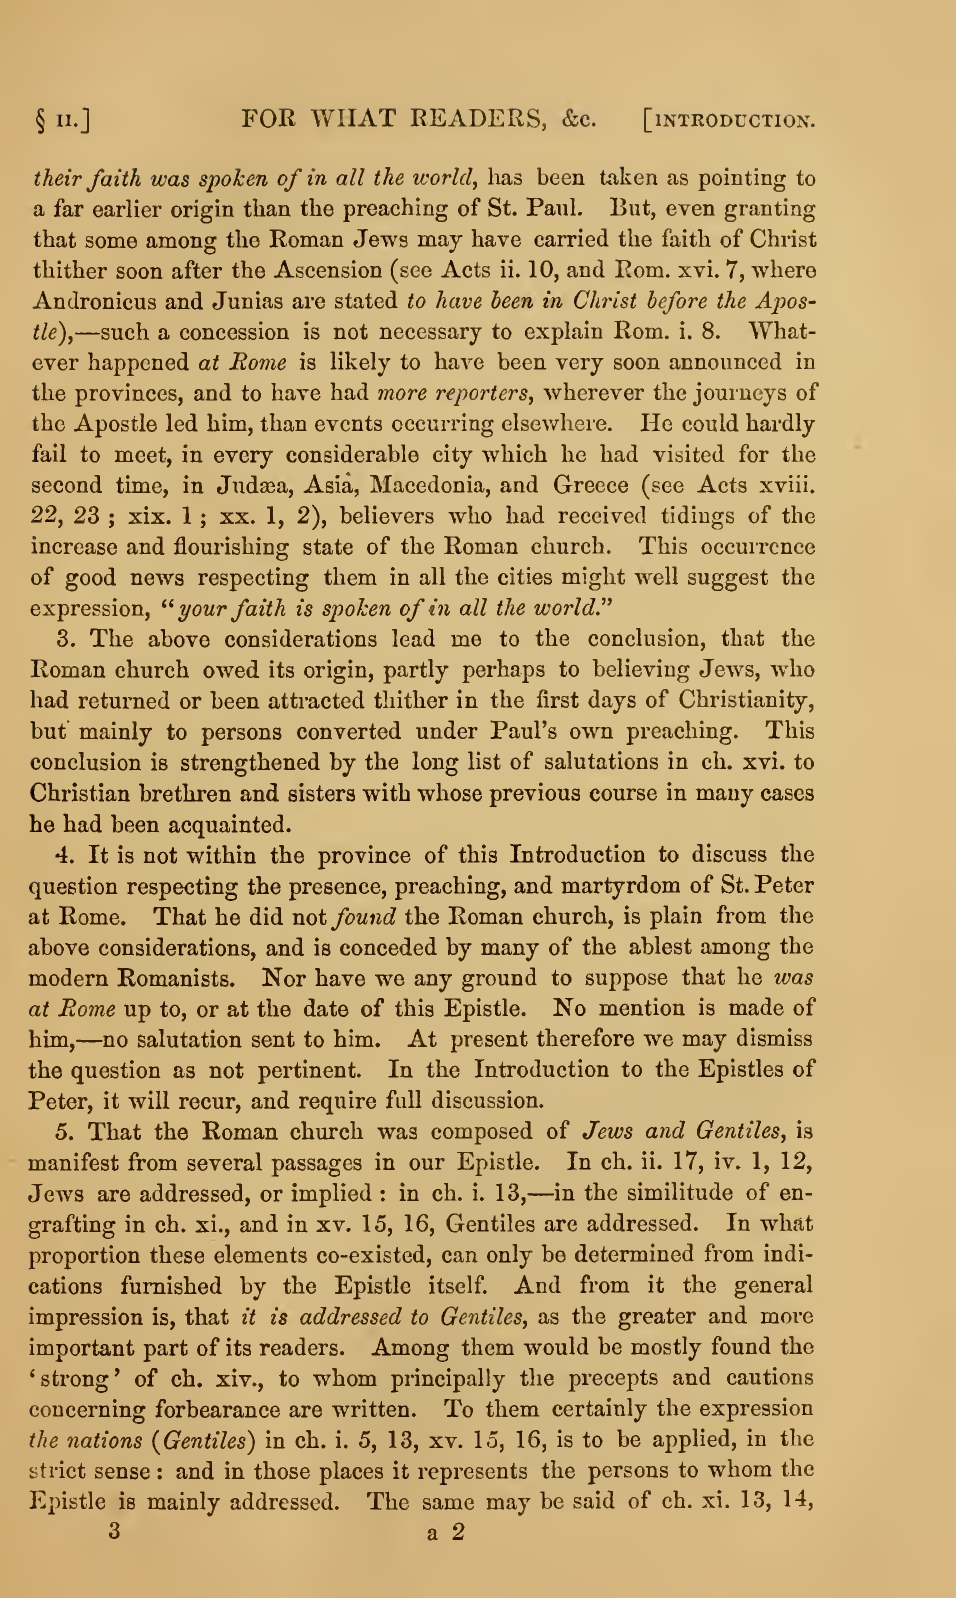 § II.] FOR WHAT READERS, &c. [INTRODUCTION.
their faith was spoken of in all the world, has been taken as pointing to
a far earlier origin than the preaching of St. Paul. But, even granting
that some among the Roman Jews may have carried the faith of Christ
thither soon after the Ascension (see Acts ii. 10, and Rom. xvi. 7, where
Andronicus and Junias are stated to have been in Christ before the Apos-
tle),—such a concession is not necessary to explain Rom. i. 8. What-
ever happened at Rome is likely to have been very soon announced in
the provinces, and to have had more reporters, wherever the journeys of
the Apostle led him, than events occurring elsewhere. He could hardly
fail to meet, in every considerable city which he had visited for the
second time, in Judæa, Asia, Macedonia, and Greece (see Acts xviii.
22, 23 ; xix. 1 ; xx. 1, 2), believers who had received tidings of the
increase and flourishing state of the Roman church. This occurrence
of good news respecting them in all the cities might well suggest the
expression, “your faith is spoken of in all the world.”
3. The above considerations lead me to the conclusion, that the
Roman church owed its origin, partly perhaps to believing Jews, who
had returned or been attracted thither in the first days of Christianity,
but mainly to persons converted under Paul’s own preaching. This
conclusion is strengthened by the long list of salutations in ch. xvi. to
Christian brethren and sisters with whose previous course in many cases
he had been acquainted.
4. It is not within the province of this Introduction to discuss the
question respecting the presence, preaching, and martyrdom of St. Peter
at Rome. That he did not found the Roman church, is plain from the
above considerations, and is conceded by many of the ablest among the
modern Romanists. Nor have we any ground to suppose that he was
at Rome up to, or at the date of this Epistle. No mention is made of
him,—no salutation sent to him. At present therefore we may dismiss
the question as not pertinent. In the Introduction to the Epistles of
Peter, it will recur, and require full discussion.
5. That the Roman church was composed of Jews and Gentiles, is
manifest from several passages in our Epistle. In ch. ii. 17, iv. 1, 12,
Jews are addressed, or implied : in ch. i. 13,—in the similitude of en-
grafting in ch. xi., and in xv. 15, 16, Gentiles are addressed. In what
proportion these elements co-existed, can only be determined from indi-
cations furnished by the Epistle itself. And from it the general
impression is, that it is addressed to Gentiles, as the greater and more
important part of its readers. Among them would be mostly found the
‘strong’ of ch. xiv., to whom principally the precepts and cautions
concerning forbearance are written. To them certainly the expression
the nations (Gentiles) in ch. i. 5, 13, xv. 15, 16, is to be applied, in the
strict sense : and in those places it represents the persons to whom the
Epistle is mainly addressed. The same may be said of ch. xi. 13, 14,
3 a 2